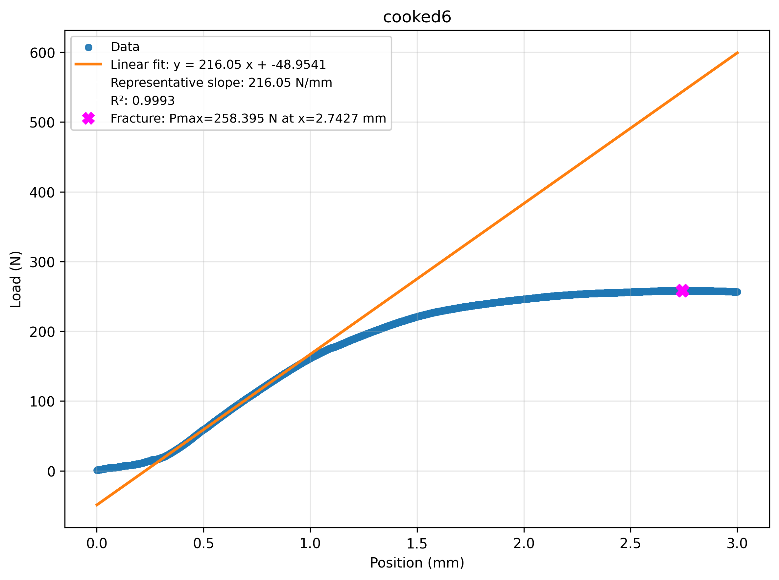 cooked6
Data
Linear fit: y = 216.05 x + -48.9541
Representative slope: 216.05 N/mm
R²: 0.9993
Fracture: Pmax=258.395 N at x=2.7427 mm
600
500
400
300
200
100
0
Load (N)
0.0 0.5 1.0 1.5 2.0 2.5 3.0
Position (mm)